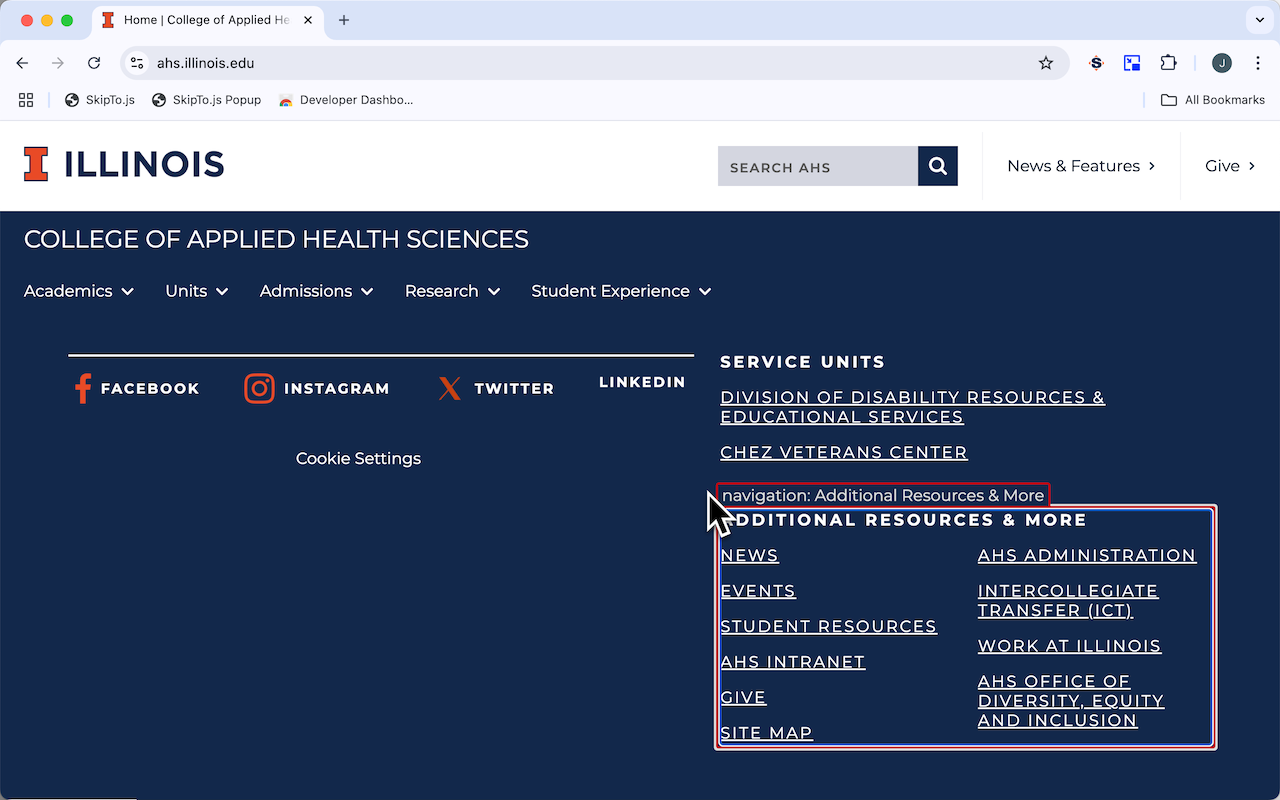 Home | College of Applied He
ahs.illinois.edu
S
J
SkipTo.js
SkipTo.js Popup
Developer Dashbo...
All Bookmarks
ILLINOIS
SEARCH AHS
News & Features
Give
COLLEGE OF APPLIED HEALTH SCIENCES
Academics
Units
Admissions
Research
Student Experience
FACEBOOK
INSTAGRAM
TWITTER
LINKEDIN
Cookie Settings
SERVICE UNITS
DIVISION OF DISABILITY RESOURCES &
EDUCATIONAL SERVICES
CHEZ VETERANS CENTER
navigation: Additional Resources & More
ADDITIONAL RESOURCES & MORE
NEWS
EVENTS
STUDENT RESOURCES
AHS INTRANET
GIVE
SITE MAP
AHS ADMINISTRATION
INTERCOLLEGIATE
TRANSFER (ICT)
WORK AT ILLINOIS
AHS OFFICE OF
DIVERSITY, EQUITY
AND INCLUSION